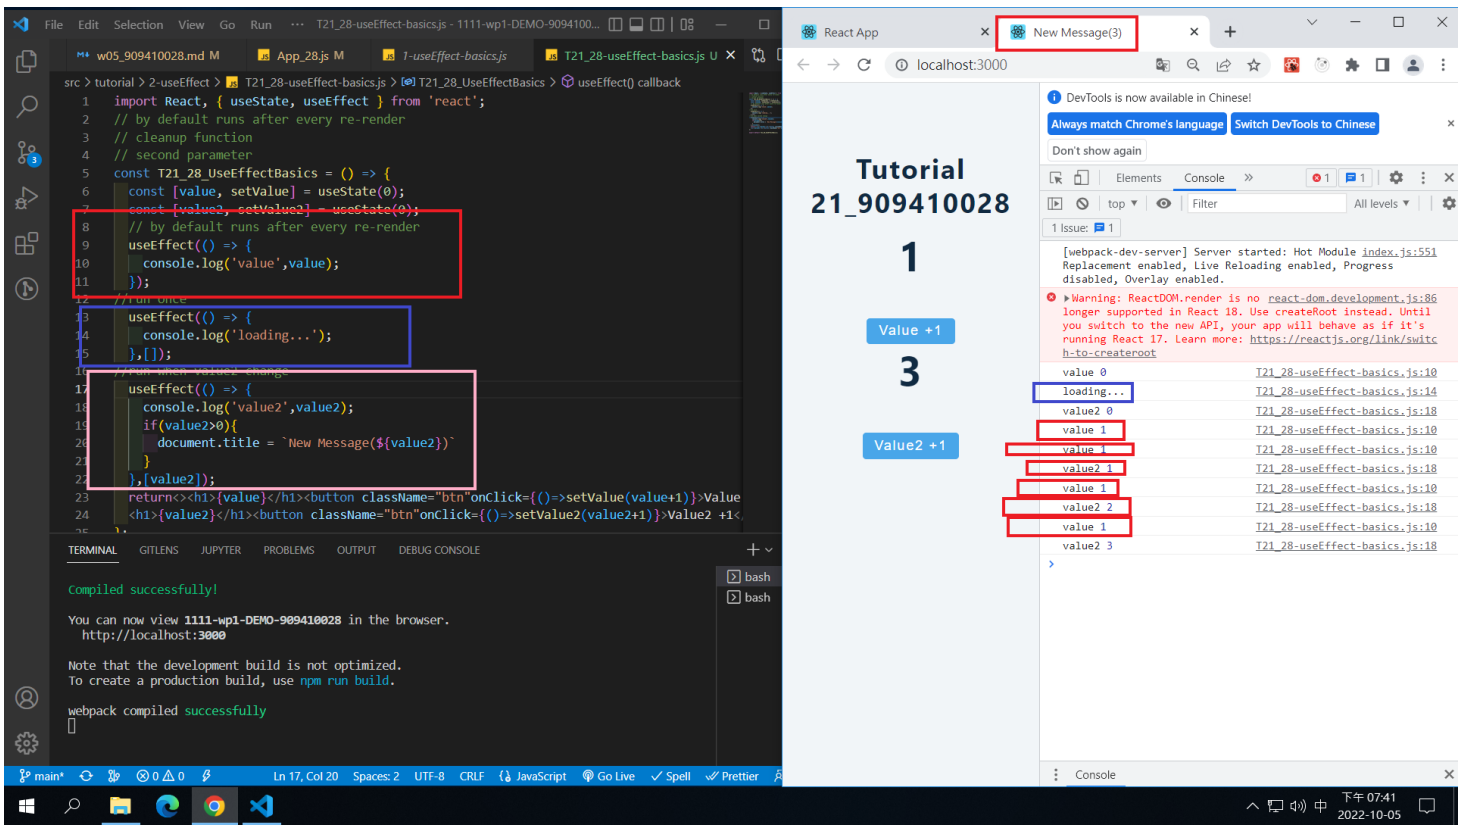 File Edit Selection View Go Run ··· T21_28-useEffect-basics.js - 1111-wp1-DEMO-9094100...
w05_909410028.md M App_28.js M 1-useEffect-basics.js T21_28-useEffect-basics.js U
src > tutorial > 2-useEffect > T21_28-useEffect-basics.js > T21_28_UseEffectBasics > useEffect() callback
1 import React, { useState, useEffect } from 'react';
2 // by default runs after every re-render
3 // cleanup function
4 // second parameter
5 const T21_28_UseEffectBasics = () => {
6 const [value, setValue] = useState(0);
7 const [value2, setValue2] = useState(0);
8 // by default runs after every re-render
9 useEffect(() => {
10 console.log('value',value);
11 });
12 //run once
13 useEffect(() => {
14 console.log('loading...');
15 },[]);
16 //run when value2 change
17 useEffect(() => {
18 console.log('value2',value2);
19 if(value2>0){
20 document.title = `New Message(${value2})`
21 }
22 },[value2]);
23 return<><h1>{value}</h1><button className="btn"onClick={()=>setValue(value+1)}>Value
24 <h1>{value2}</h1><button className="btn"onClick={()=>setValue2(value2+1)}>Value2 +1<
25 };
TERMINAL GITLENS JUPYTER PROBLEMS OUTPUT DEBUG CONSOLE
bash
bash
Compiled successfully!
You can now view 1111-wp1-DEMO-909410028 in the browser.
http://localhost:3000
Note that the development build is not optimized.
To create a production build, use npm run build.
webpack compiled successfully
3
main* 0 0 Ln 17, Col 20 Spaces: 2 UTF-8 CRLF JavaScript Go Live Spell Prettier
React App
New Message(3)
localhost:3000
Tutorial
21_909410028
1
Value +1
3
Value2 +1
DevTools is now available in Chinese!
Always match Chrome's language Switch DevTools to Chinese
Don't show again
Elements Console 1 1
top Filter All levels
1 Issue: 1
[webpack-dev-server] Server started: Hot Module index.js:551
Replacement enabled, Live Reloading enabled, Progress
disabled, Overlay enabled.
Warning: ReactDOM.render is no react-dom.development.js:86
longer supported in React 18. Use createRoot instead. Until
you switch to the new API, your app will behave as if it's
running React 17. Learn more: https://reactjs.org/link/switc
h-to-createroot
value 0 T21_28-useEffect-basics.js:10
loading... T21_28-useEffect-basics.js:14
value2 0 T21_28-useEffect-basics.js:18
value 1 T21_28-useEffect-basics.js:10
value 1 T21_28-useEffect-basics.js:10
value2 1 T21_28-useEffect-basics.js:18
value 1 T21_28-useEffect-basics.js:10
value2 2 T21_28-useEffect-basics.js:18
value 1 T21_28-useEffect-basics.js:10
value2 3 T21_28-useEffect-basics.js:18
Console
中
下午 07:41
2022-10-05